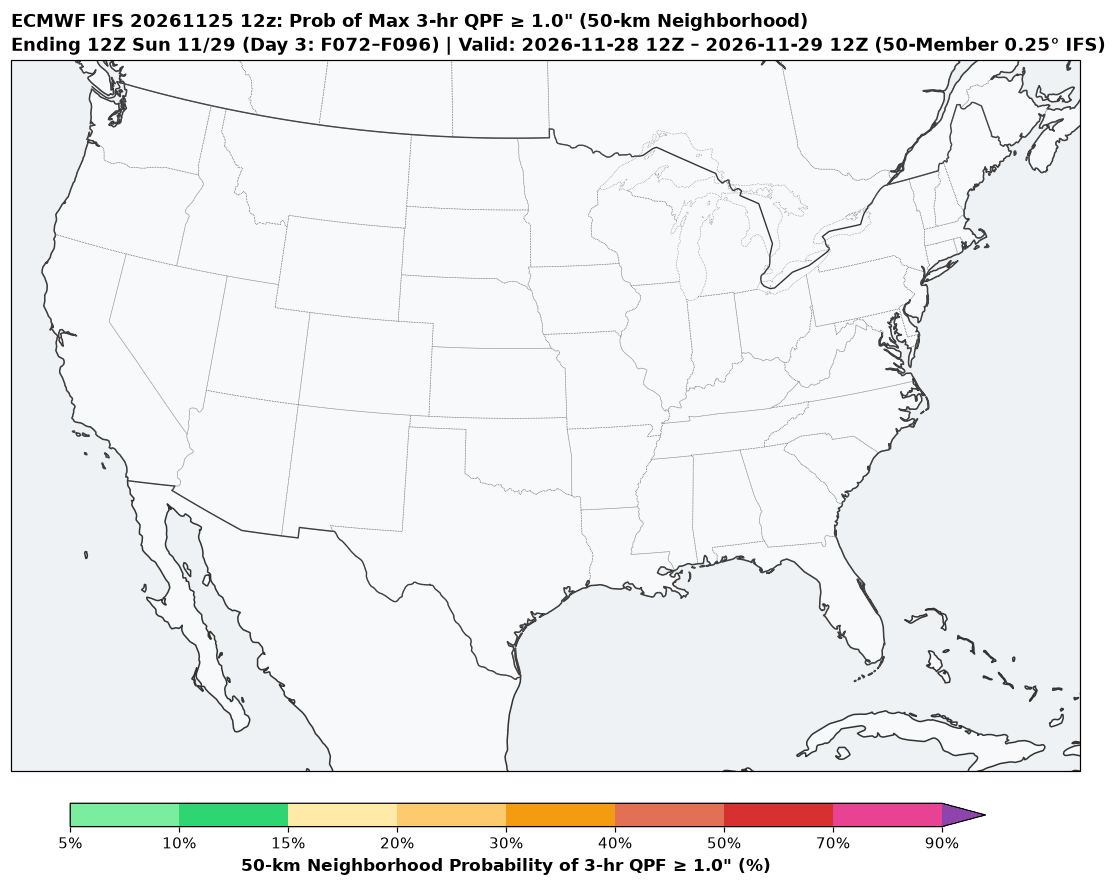 ECMWF IFS 20261125 12z: Prob of Max 3-hr QPF ≥ 1.0" (50-km Neighborhood)
Ending 12Z Sun 11/29 (Day 3: F072–F096) | Valid: 2026-11-28 12Z – 2026-11-29 12Z (50-Member 0.25° IFS)
5% 10% 15% 20% 30% 40% 50% 70% 90%
50-km Neighborhood Probability of 3-hr QPF ≥ 1.0" (%)